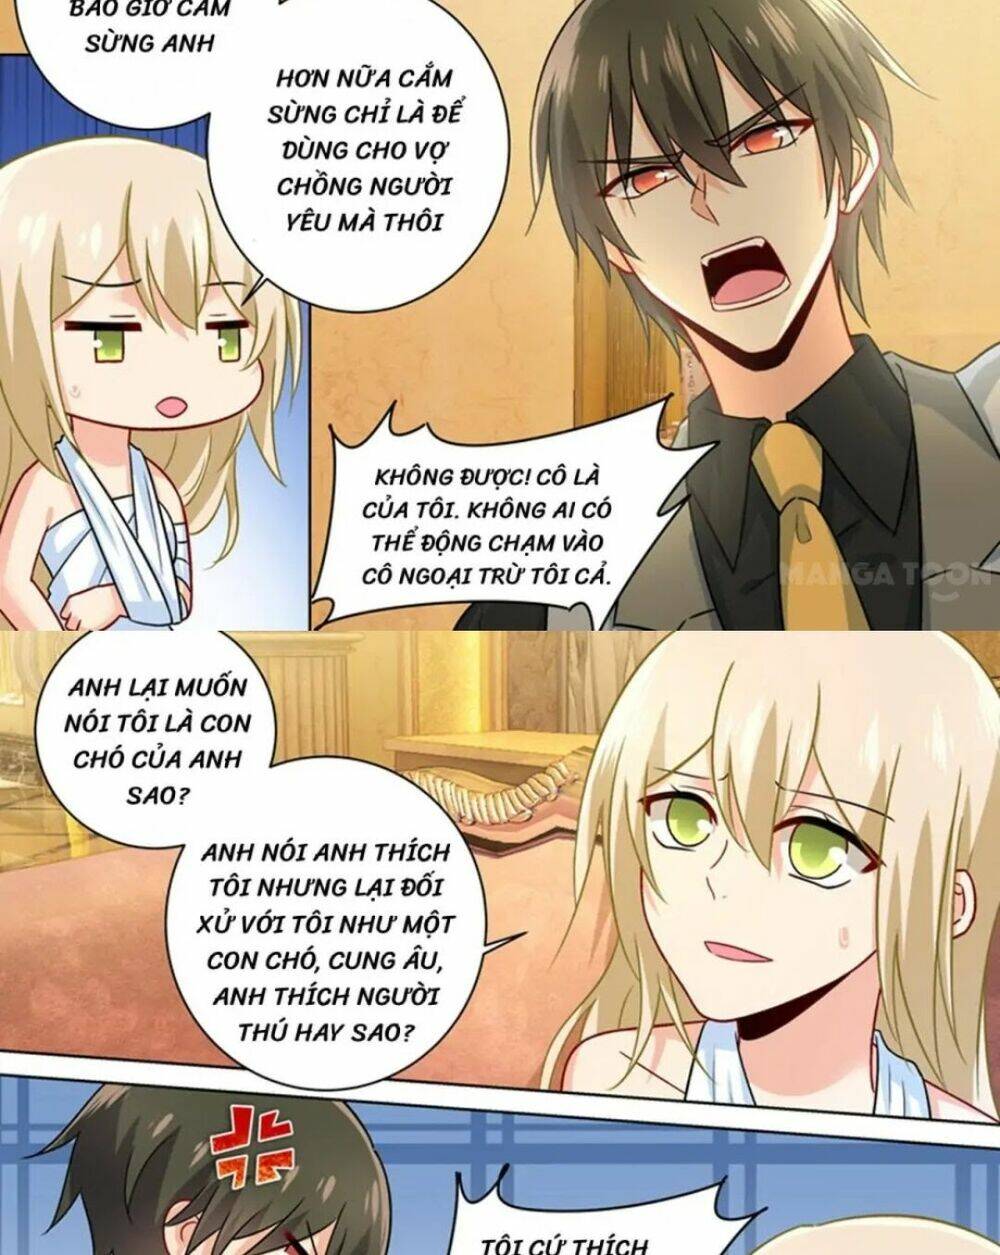 BAO GIỜ CẮM
SỪNG ANH
HƠN NỮA CẮM
SỪNG CHỈ LÀ ĐỂ
DÙNG CHO VỢ
CHỒNG NGƯỜI
YÊU MÀ THÔI
KHÔNG ĐƯỢC! CÔ LÀ
CỦA TÔI. KHÔNG AI CÓ
THỂ ĐỘNG CHẠM VÀO
CÔ NGOẠI TRỪ TÔI CẢ.
MANGA TOON
ANH LẠI MUỐN
NÓI TÔI LÀ CON
CHÓ CỦA ANH
SAO?
ANH NÓI ANH THÍCH
TÔI NHƯNG LẠI ĐỐI
XỬ VỚI TÔI NHƯ MỘT
CON CHÓ, CUNG ÂU,
ANH THÍCH NGƯỜI
THÚ HAY SAO?
TÔI CỨ THÍCH